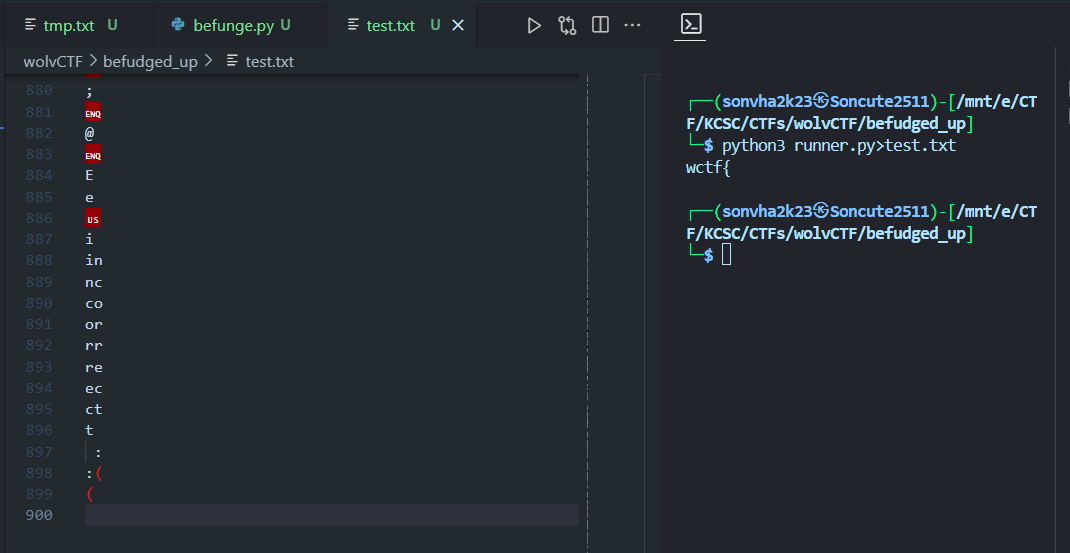 tmp.txt U befunge.py U test.txt U
wolvCTF > befudged_up > test.txt
880 ;
881 ENQ
882 @
883 ENQ
884 E
885 e
886 US
887 i
888 in
889 nc
890 co
891 or
892 rr
893 re
894 ec
895 ct
896 t
897 :
898 :(
899 (
900
┌──(sonvha2k23㉿Soncute2511)-[/mnt/e/CT
F/KCSC/CTFs/wolvCTF/befudged_up]
└─$ python3 runner.py>test.txt
wctf{
┌──(sonvha2k23㉿Soncute2511)-[/mnt/e/CT
F/KCSC/CTFs/wolvCTF/befudged_up]
└─$